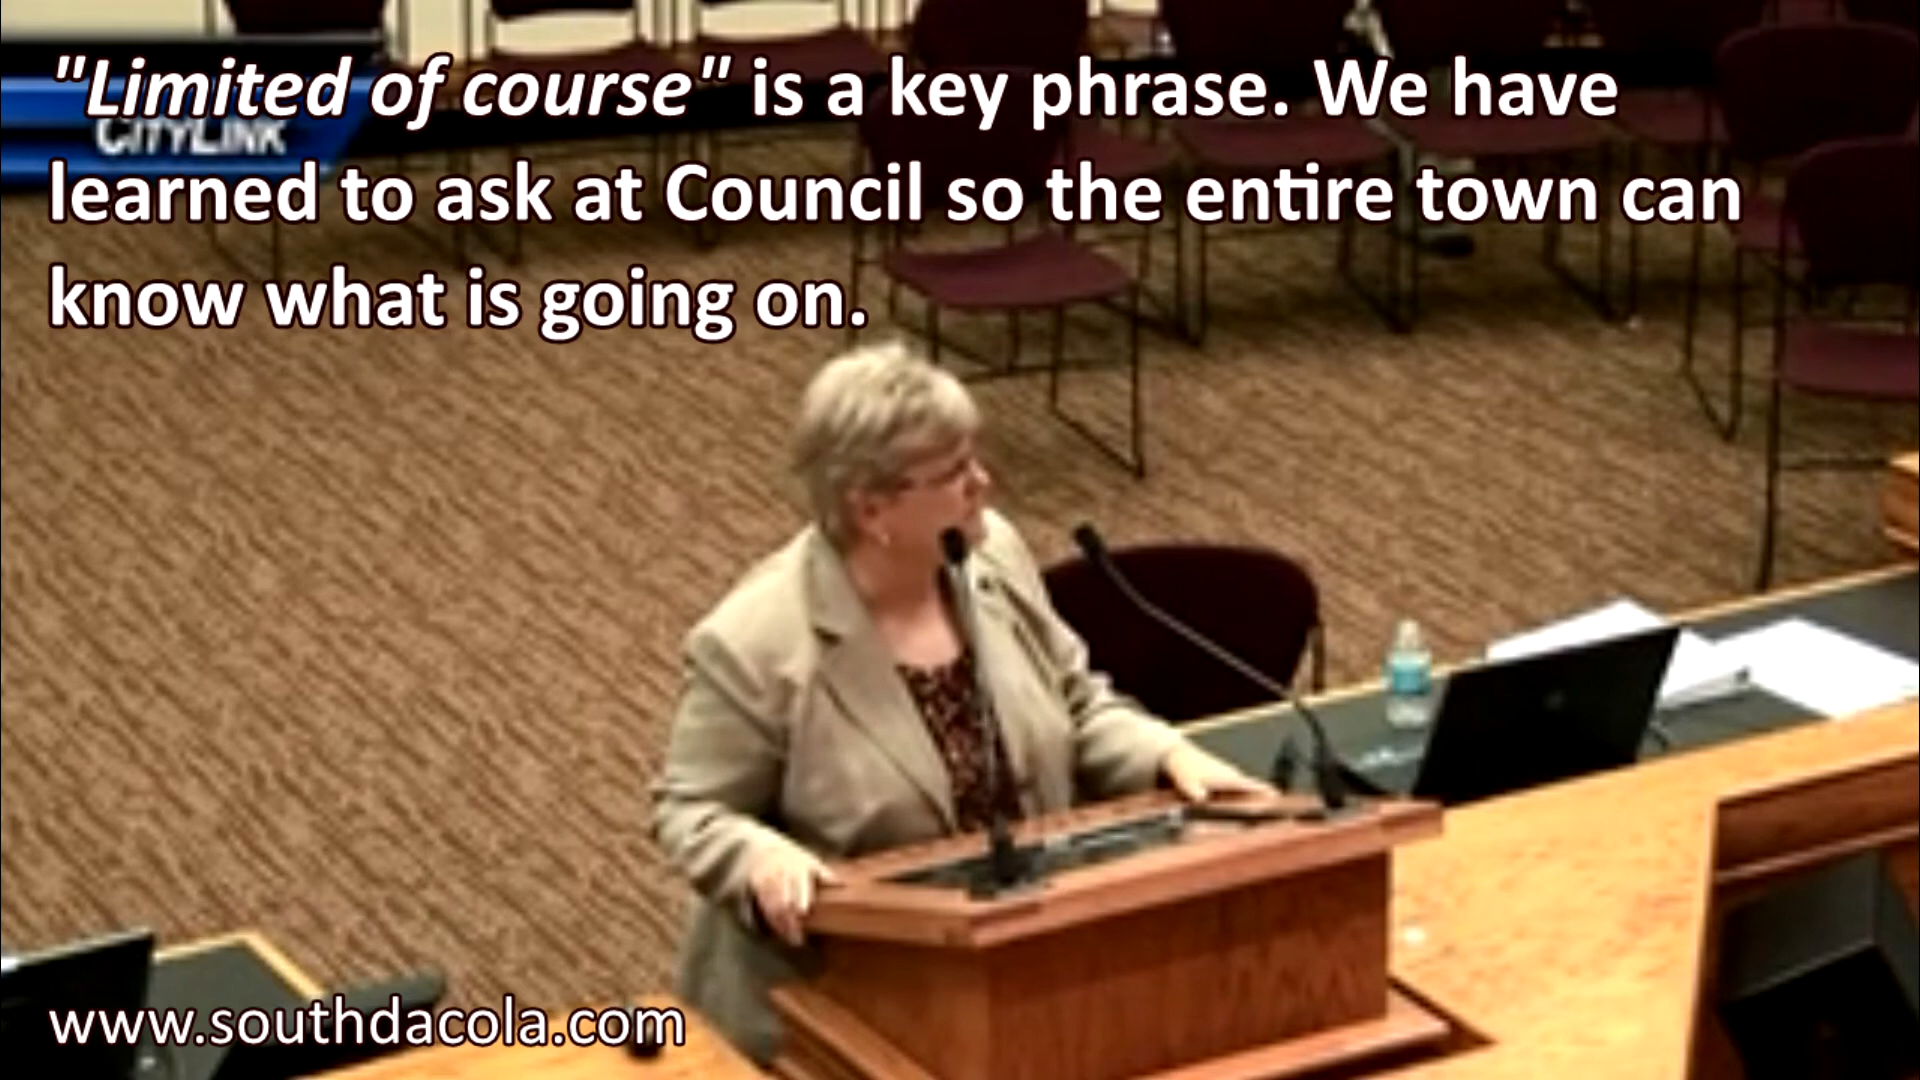 "Limited of course" is a key phrase. We have
CITYLINK
learned to ask at Council so the entire town can
know what is going on.
www.southdacola.com